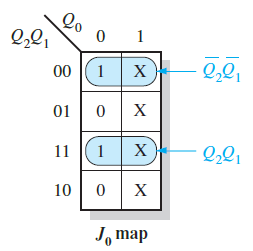 Q₀
Q₂Q₁ 0 1
00 1 X Q̅₂Q̅₁
01 0 X
11 1 X Q₂Q₁
10 0 X
J₀ map